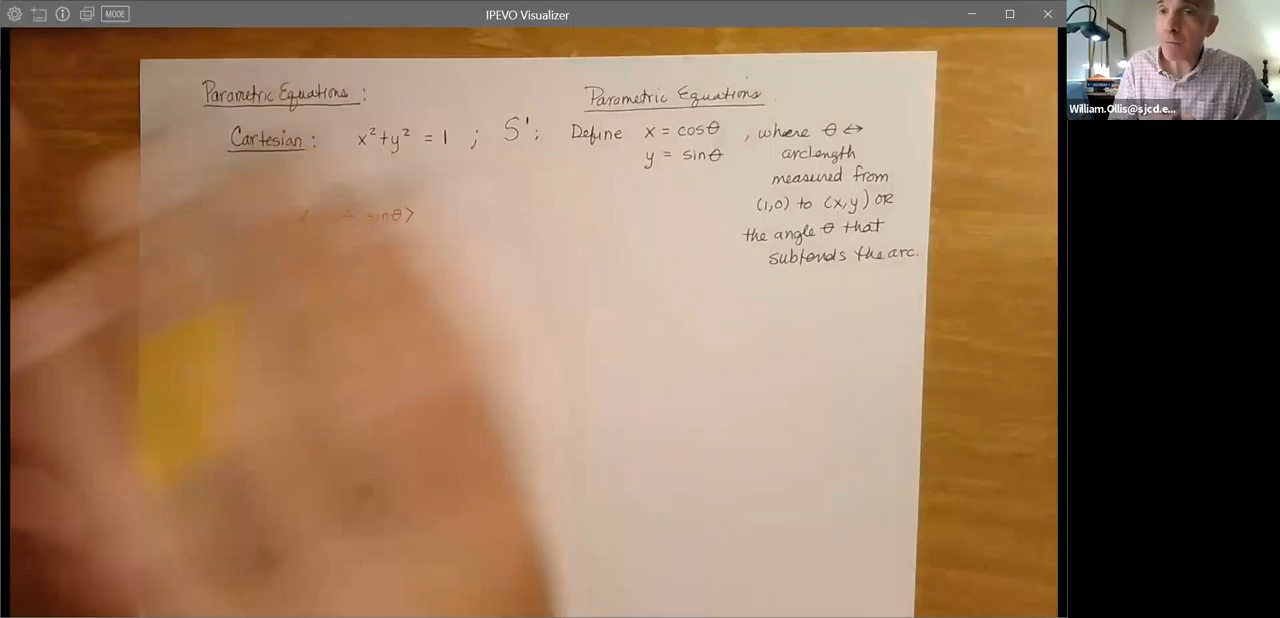 MODE
IPEVO Visualizer
Parametric Equations :
Cartesian : x² + y² = 1 ; S¹ :
sinθ⟩
Parametric Equations
Define x = cosθ , where θ ↔
y = sinθ arclength
measured from
(1,0) to (x,y) OR
the angle θ that
subtends the arc.
William.Ollis@sjcd.e...